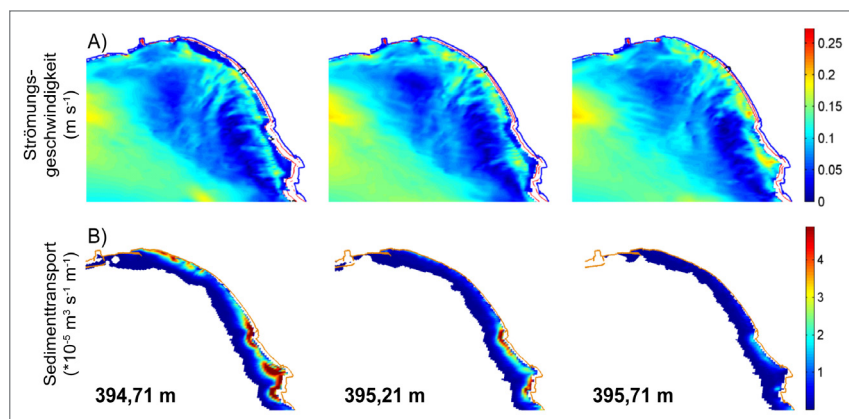 A)
Strömungs-
geschwindigkeit
(m s⁻¹)
0.25
0.2
0.15
0.1
0.05
0
B)
Sedimenttransport
(*10⁻⁵ m³ s⁻¹ m⁻¹)
4
3
2
1
394,71 m
395,21 m
395,71 m